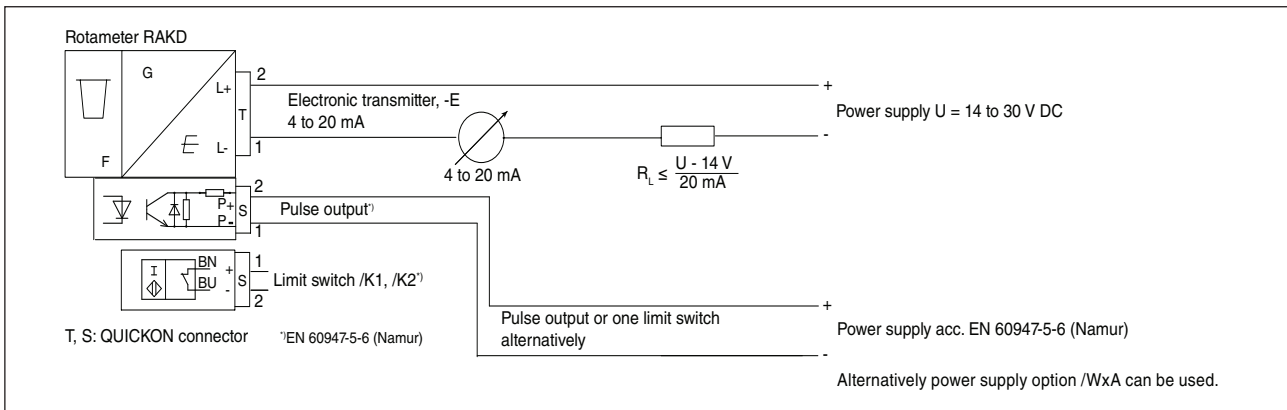 Rotameter RAKD
G
L+
2
T
Electronic transmitter, -E
4 to 20 mA
E
L-
1
F
4 to 20 mA
R_L ≤ U - 14 V
20 mA
+
Power supply U = 14 to 30 V DC
-
2
P+
S
P-
1
Pulse output*)
I
BN
+
1
BU
-
S
2
Limit switch /K1, /K2*)
T, S: QUICKON connector
*)EN 60947-5-6 (Namur)
Pulse output or one limit switch
alternatively
+
Power supply acc. EN 60947-5-6 (Namur)
-
Alternatively power supply option /WxA can be used.